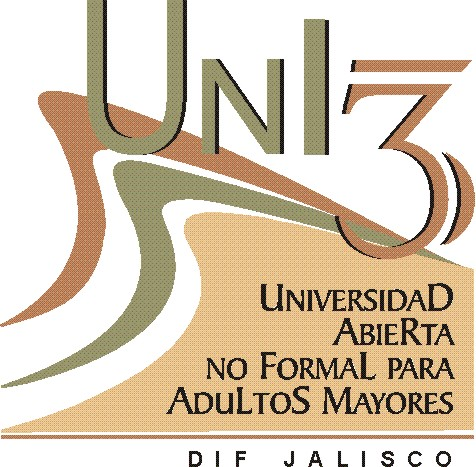 UNI3
UNIVERSIDAD
ABIERTA
NO FORMAL PARA
ADULTOS MAYORES
DIF JALISCO